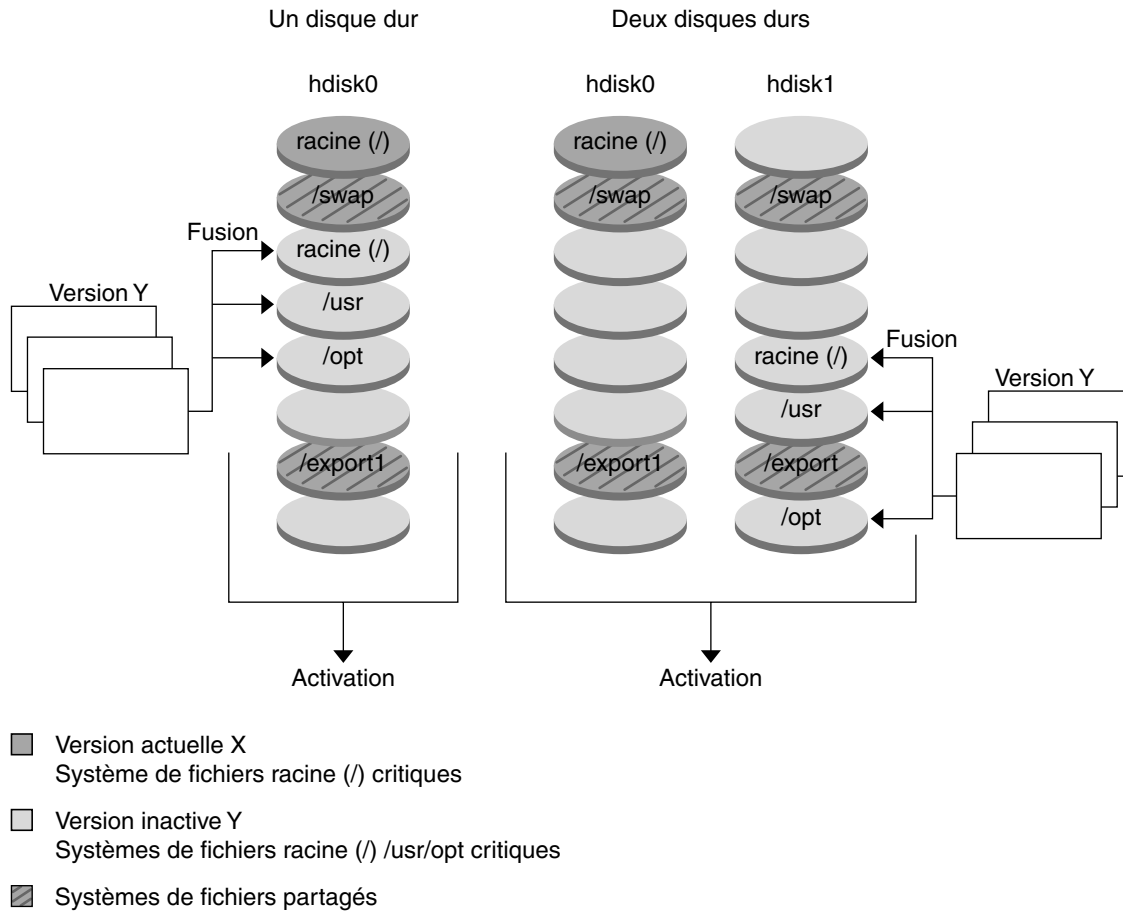 Un disque dur
Deux disques durs
hdisk0
hdisk0
hdisk1
racine (/)
racine (/)
/swap
/swap
/swap
Fusion
racine (/)
Version Y
/usr
/opt
racine (/)
Fusion
Version Y
/usr
/export1
/export1
/export
/opt
Activation
Activation
Version actuelle X
Système de fichiers racine (/) critiques
Version inactive Y
Systèmes de fichiers racine (/) /usr/opt critiques
Systèmes de fichiers partagés